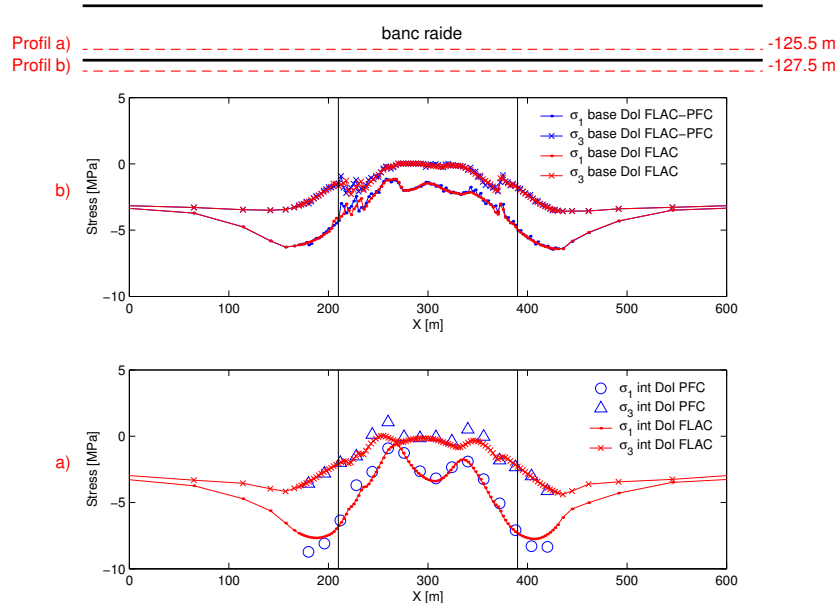 banc raide
Profil a)
-125.5 m
Profil b)
-127.5 m
b)
5
0
−5
−10
Stress [MPa]
0 100 200 300 400 500 600
X [m]
σ1 base Dol FLAC−PFC
σ3 base Dol FLAC−PFC
σ1 base Dol FLAC
σ3 base Dol FLAC
a)
5
0
−5
−10
Stress [MPa]
0 100 200 300 400 500 600
X [m]
σ1 int Dol PFC
σ3 int Dol PFC
σ1 int Dol FLAC
σ3 int Dol FLAC